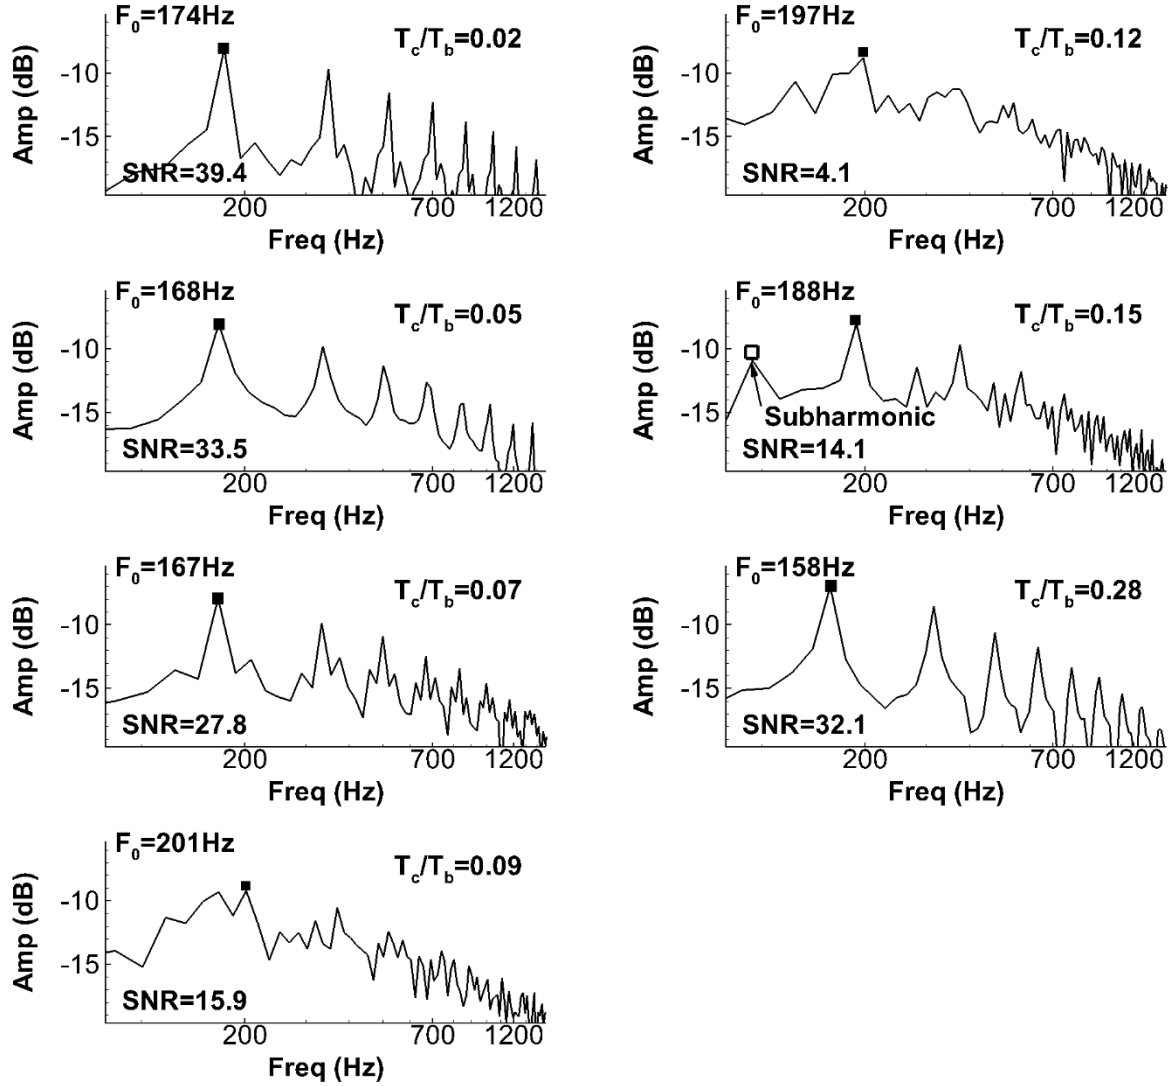 F0=174Hz
Tc/Tb=0.02
Amp (dB)
-10
-15
SNR=39.4
200
700
1200
Freq (Hz)
F0=168Hz
Tc/Tb=0.05
Amp (dB)
-10
-15
SNR=33.5
200
700
1200
Freq (Hz)
F0=167Hz
Tc/Tb=0.07
Amp (dB)
-10
-15
SNR=27.8
200
700
1200
Freq (Hz)
F0=201Hz
Tc/Tb=0.09
Amp (dB)
-10
-15
SNR=15.9
200
700
1200
Freq (Hz)
F0=197Hz
Tc/Tb=0.12
Amp (dB)
-10
-15
SNR=4.1
200
700
1200
Freq (Hz)
F0=188Hz
Tc/Tb=0.15
Amp (dB)
-10
-15
Subharmonic
SNR=14.1
200
700
1200
Freq (Hz)
F0=158Hz
Tc/Tb=0.28
Amp (dB)
-10
-15
SNR=32.1
200
700
1200
Freq (Hz)